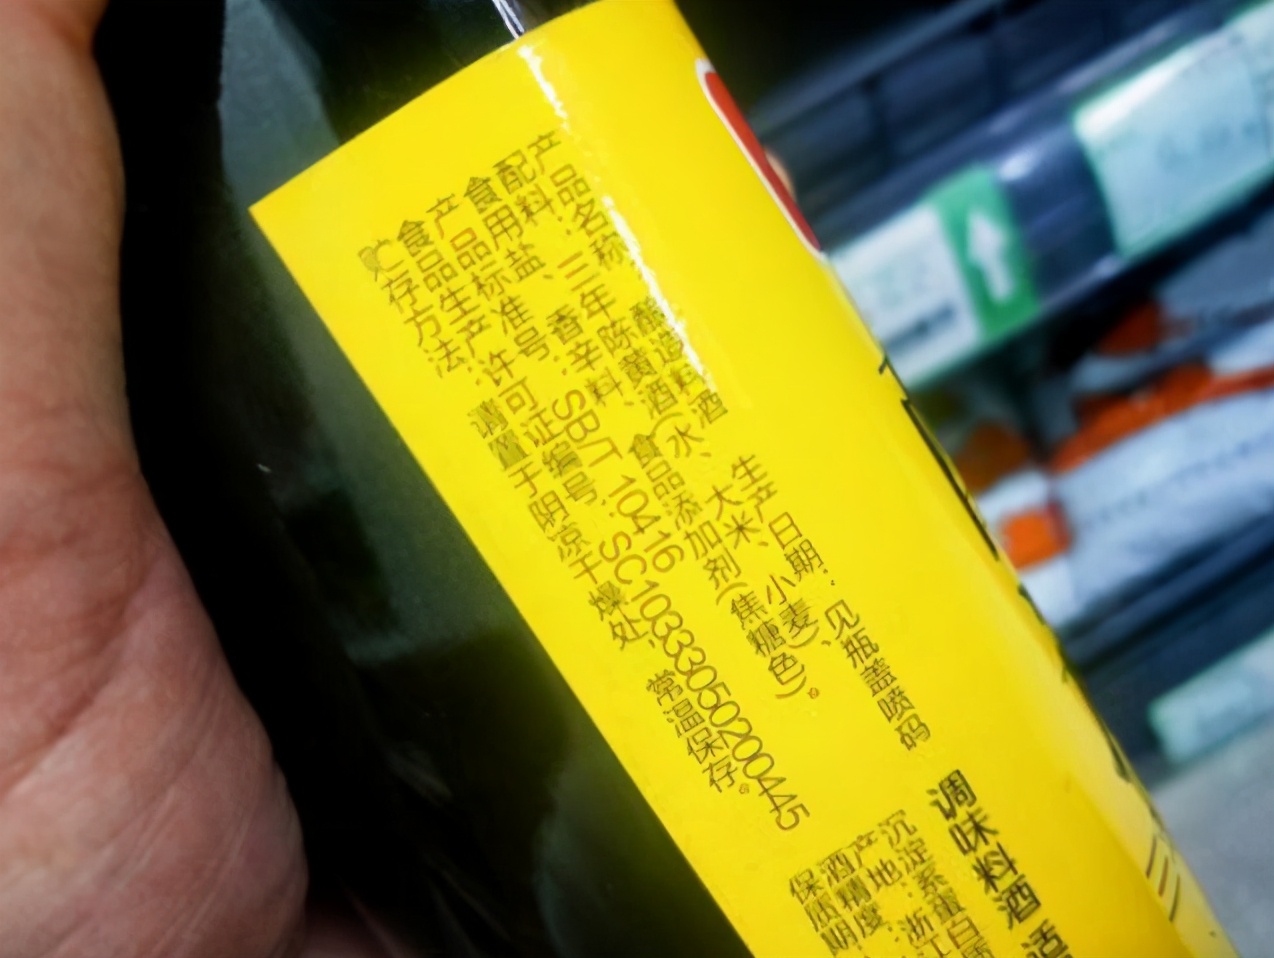 产品名称：酿造料酒 生产日期：见瓶盖喷码
配料：三年陈黄酒(水、大米、小麦)、
食用盐、香辛料、食品添加剂(焦糖色)。
产品标准号：SB/T 10416
食品生产许可证编号：SC10333050200445
贮存方法：请置于阴凉干燥处，常温保存。
调味料酒 适
沉淀系蛋白质
产地：浙江
酒精度：
保质期